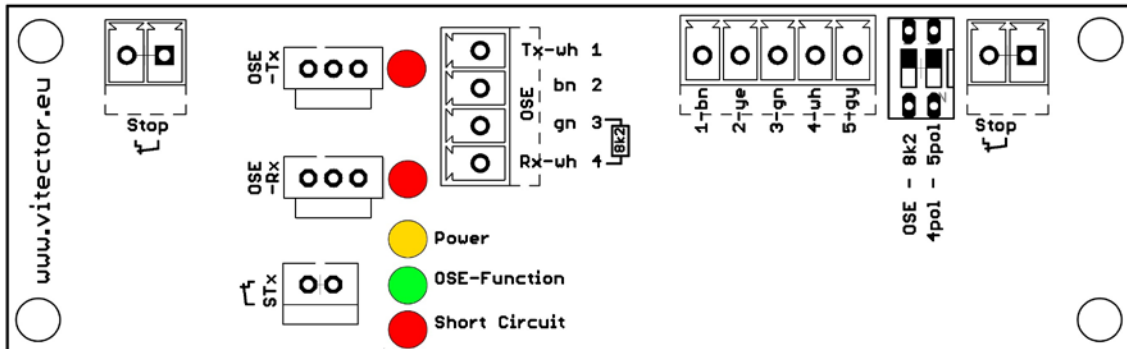 www.vitector.eu
Stop
OSE
-Tx
OSE
-Rx
STx
Power
OSE-Function
Short Circuit
Tx-wh 1
bn 2
gn 3
Rx-wh 4
OSE
8k2
1-bn
2-ye
3-gn
4-wh
5-gy
OSE - 8k2
4pol - 5pol
Stop